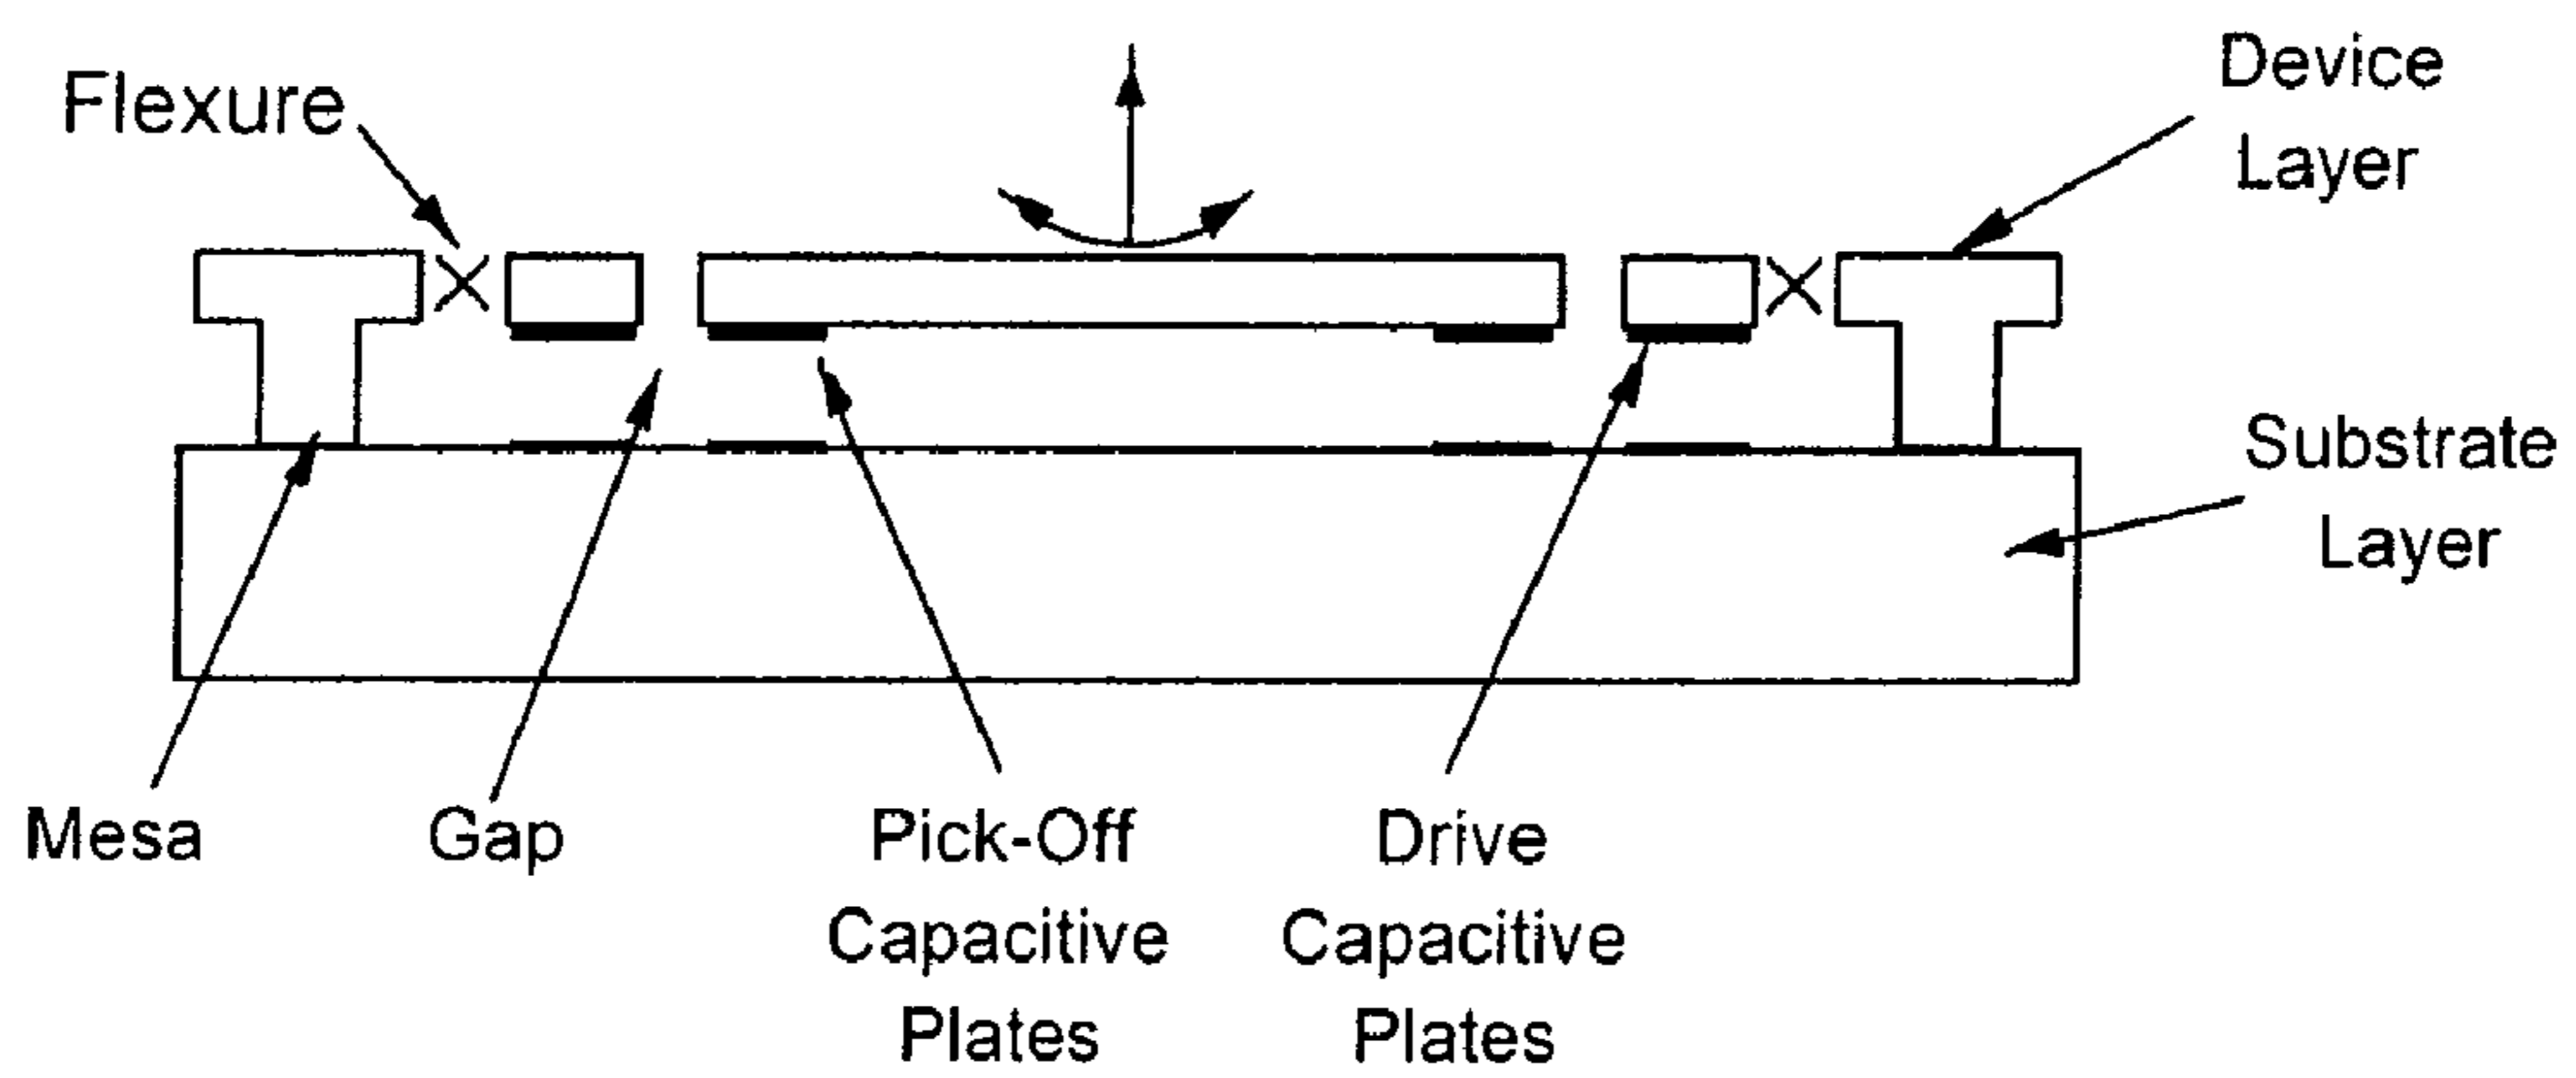 Flexure
Device
Layer
Substrate
Layer
Mesa
Gap
Pick-Off
Capacitive
Plates
Drive
Capacitive
Plates